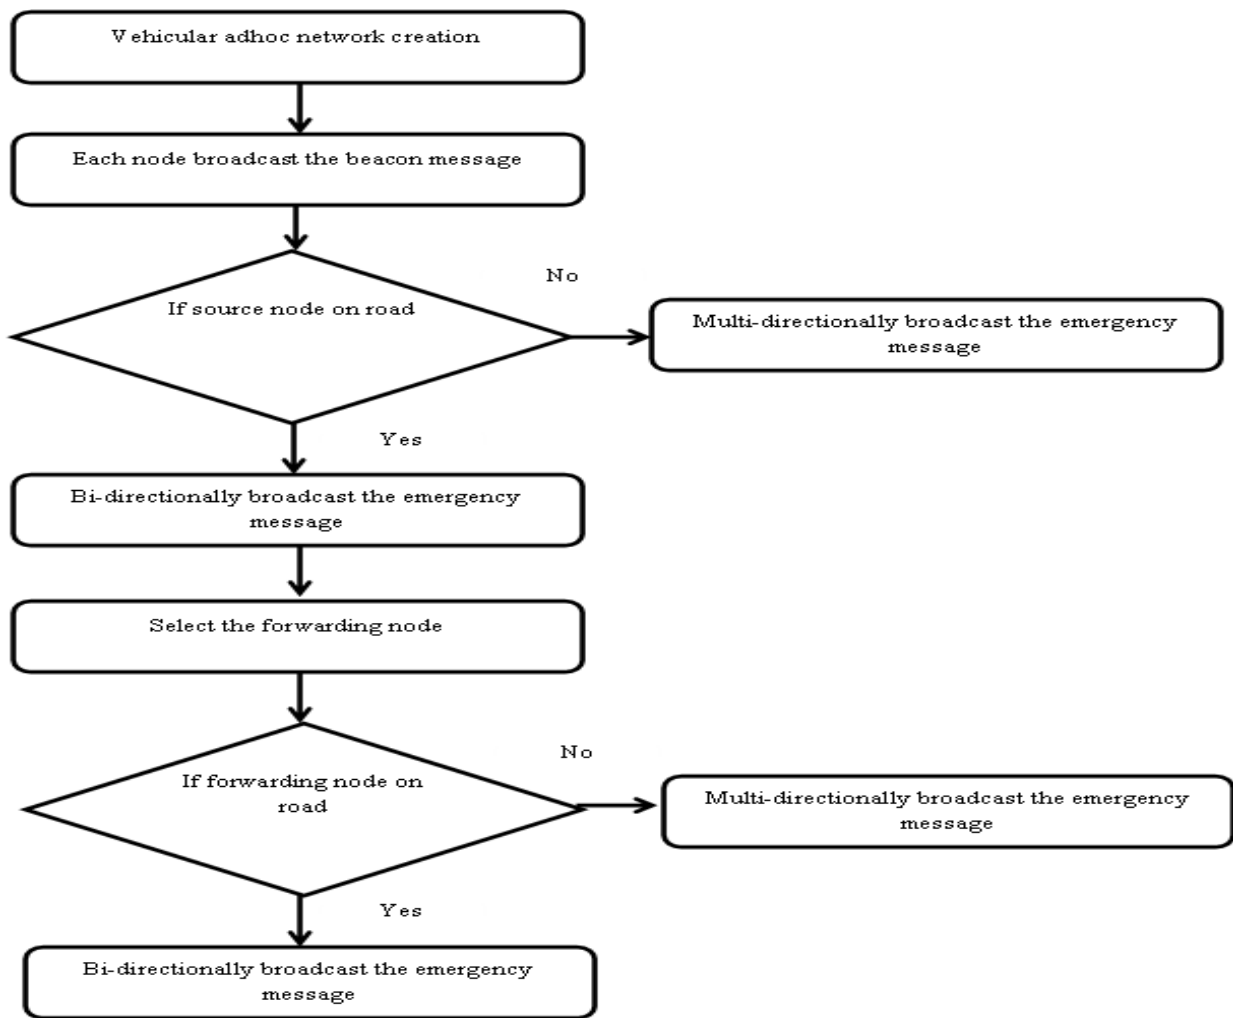 Vehicular adhoc network creation
Each node broadcast the beacon message
No
If source node on road
Multi-directionally broadcast the emergency
message
Yes
Bi-directionally broadcast the emergency
message
Select the forwarding node
No
If forwarding node on
road
Multi-directionally broadcast the emergency
message
Yes
Bi-directionally broadcast the emergency
message